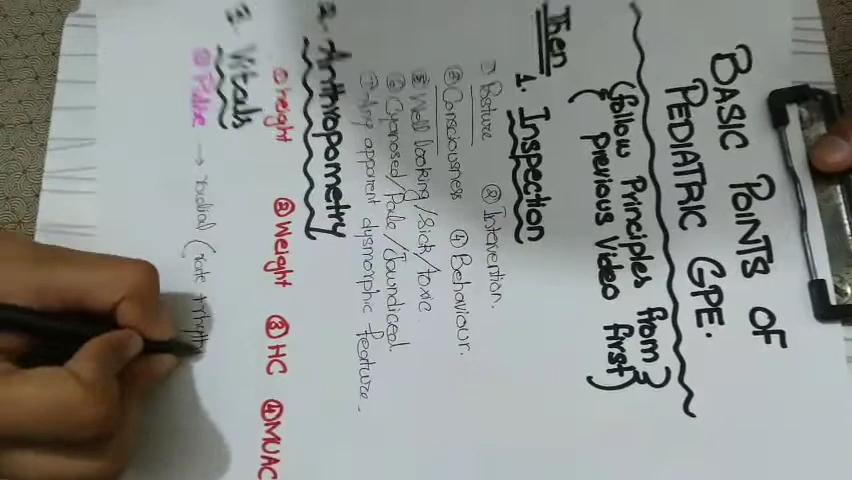 BASIC POINTS OF
PEDIATRIC GPE.
(follow Principles from
previous Video first)
Then
1. Inspection
① Posture ② Intervention.
③ Consciousness ④ Behaviour.
⑤ Well looking/Sick/toxic.
⑥ Cyanosed/Pale/Jaundiced.
⑦ Any apparent dysmorphic feature.
2. Anthropometry
① Height ② Weight ③ HC ④ MUAC
3. Vitals
① Pulse → radial (rate